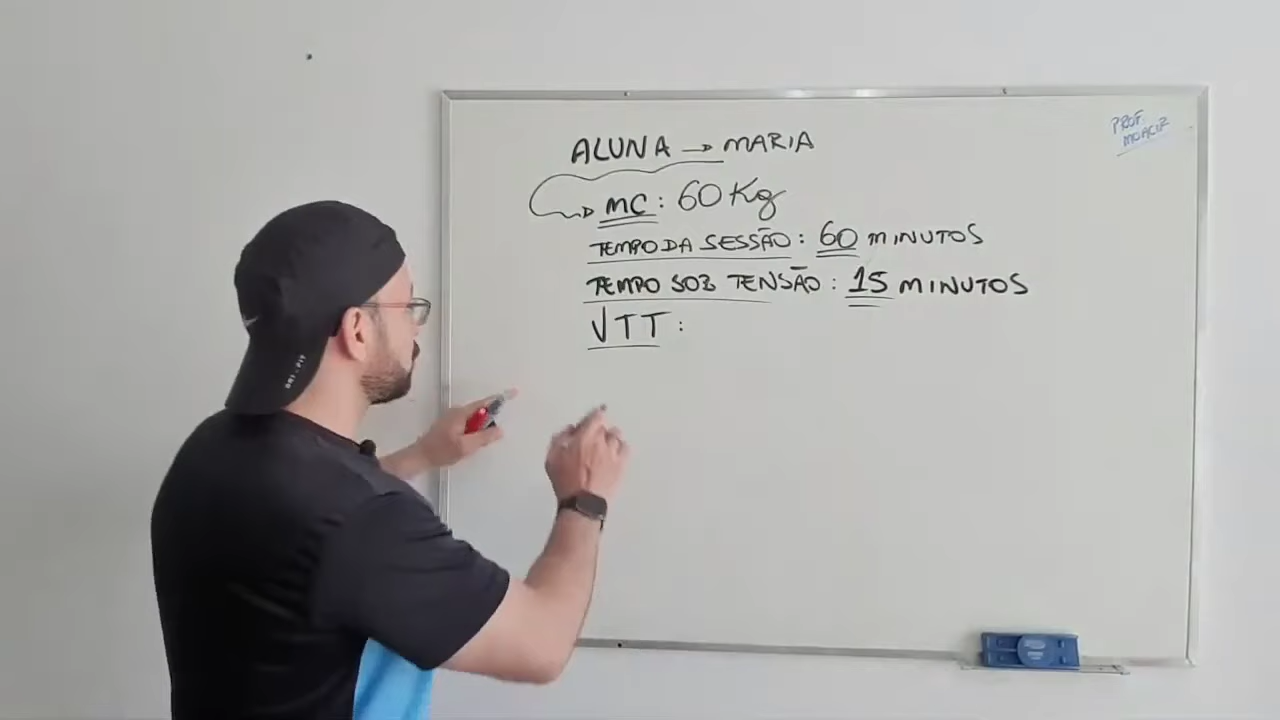 ALUNA → MARIA
MC: 60 Kg
TEMPO DA SESSÃO: 60 MINUTOS
TEMPO SOB TENSÃO: 15 MINUTOS
VTT:
PROF.
MOACIR